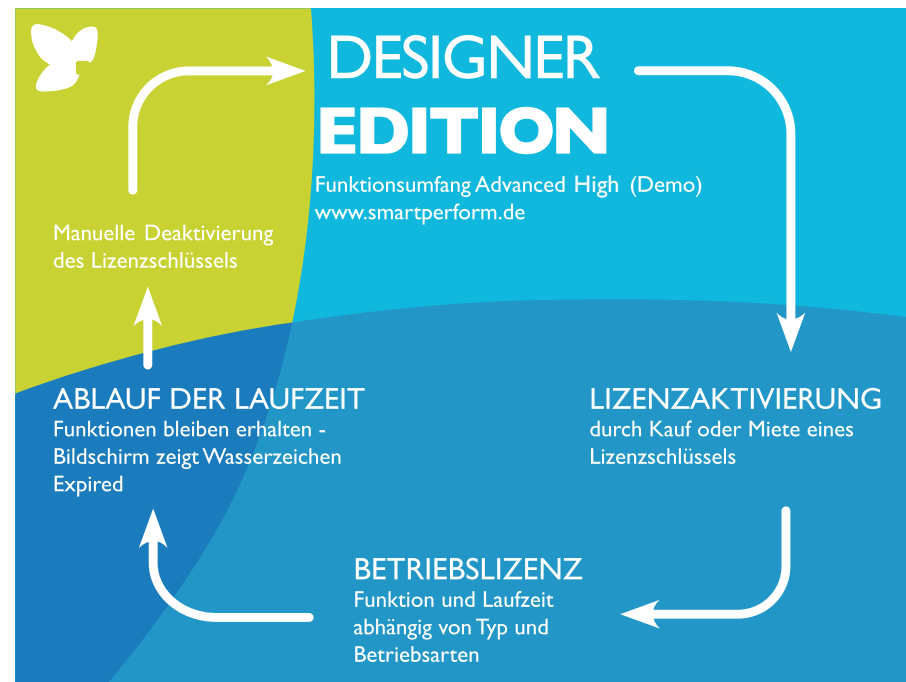 DESIGNER
EDITION
Funktionsumfang Advanced High (Demo)
www.smartperform.de
Manuelle Deaktivierung
des Lizenzschlüssels
ABLAUF DER LAUFZEIT
Funktionen bleiben erhalten -
Bildschirm zeigt Wasserzeichen
Expired
LIZENZAKTIVIERUNG
durch Kauf oder Miete eines
Lizenzschlüssels
BETRIEBSLIZENZ
Funktion und Laufzeit
abhängig von Typ und
Betriebsarten